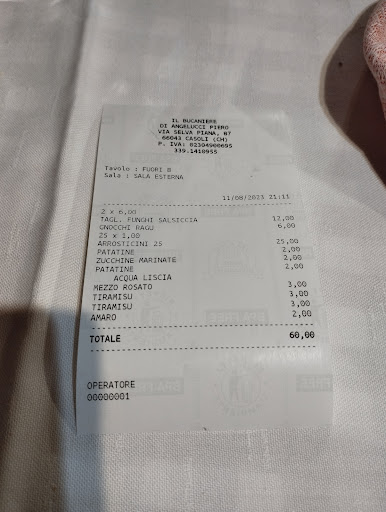 IL BUCANIERE
DI ANGELUCCI PIERO
VIA SELVA PIANA, 67
66043 CASOLI (CH)
P. IVA: 02304900695
339.1410955
Tavolo : FUORI 8
Sala : SALA ESTERNA
11/08/2023 21:11
2 x 6,00
TAGL. FUNGHI SALSICCIA 12,00
GNOCCHI RAGU 6,00
25 x 1,00
ARROSTICINI 25 25,00
PATATINE 2,00
ZUCCHINE MARINATE 2,00
PATATINE 2,00
ACQUA LISCIA
MEZZO ROSATO 3,00
TIRAMISU 3,00
TIRAMISU 3,00
AMARO 2,00
TOTALE 60,00
OPERATORE
00000001